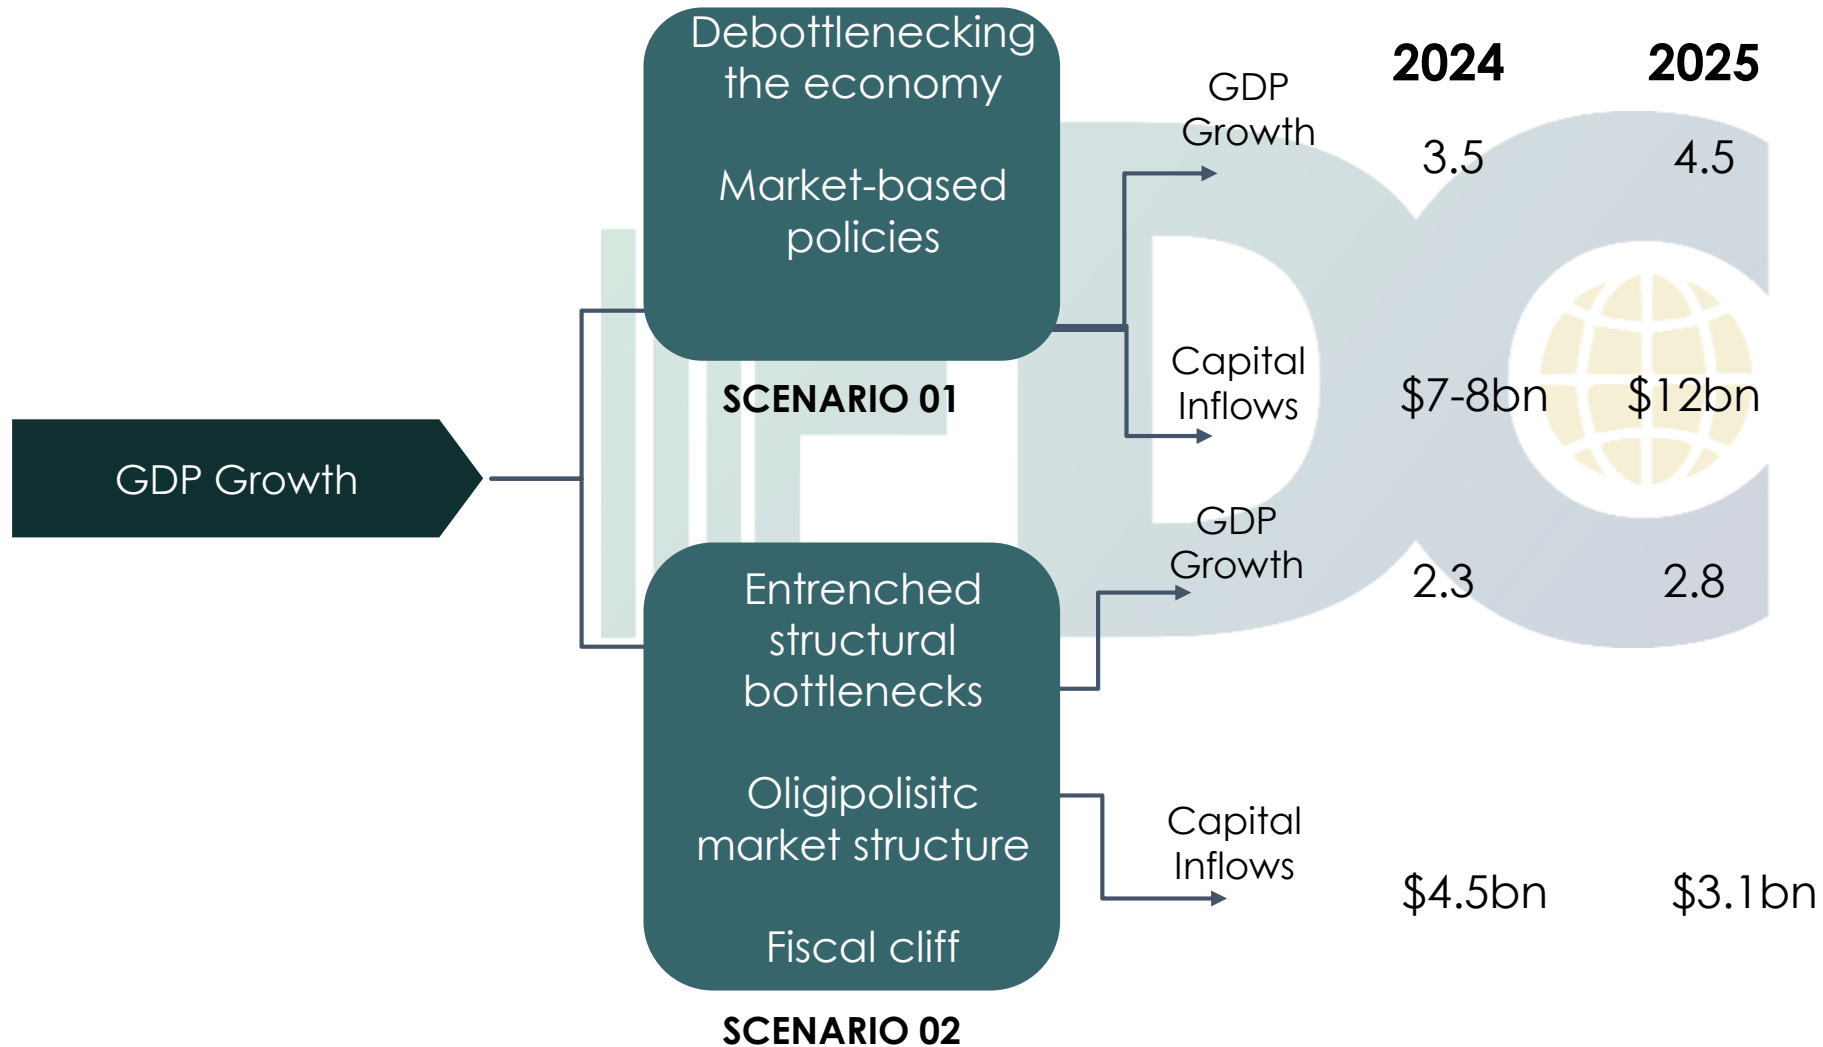 GDP Growth
Debottlenecking
the economy
Market-based
policies
SCENARIO 01
2024
2025
GDP
Growth
3.5
4.5
Capital
Inflows
$7-8bn
$12bn
Entrenched
structural
bottlenecks
Oligipolisitc
market structure
Fiscal cliff
SCENARIO 02
GDP
Growth
2.3
2.8
Capital
Inflows
$4.5bn
$3.1bn